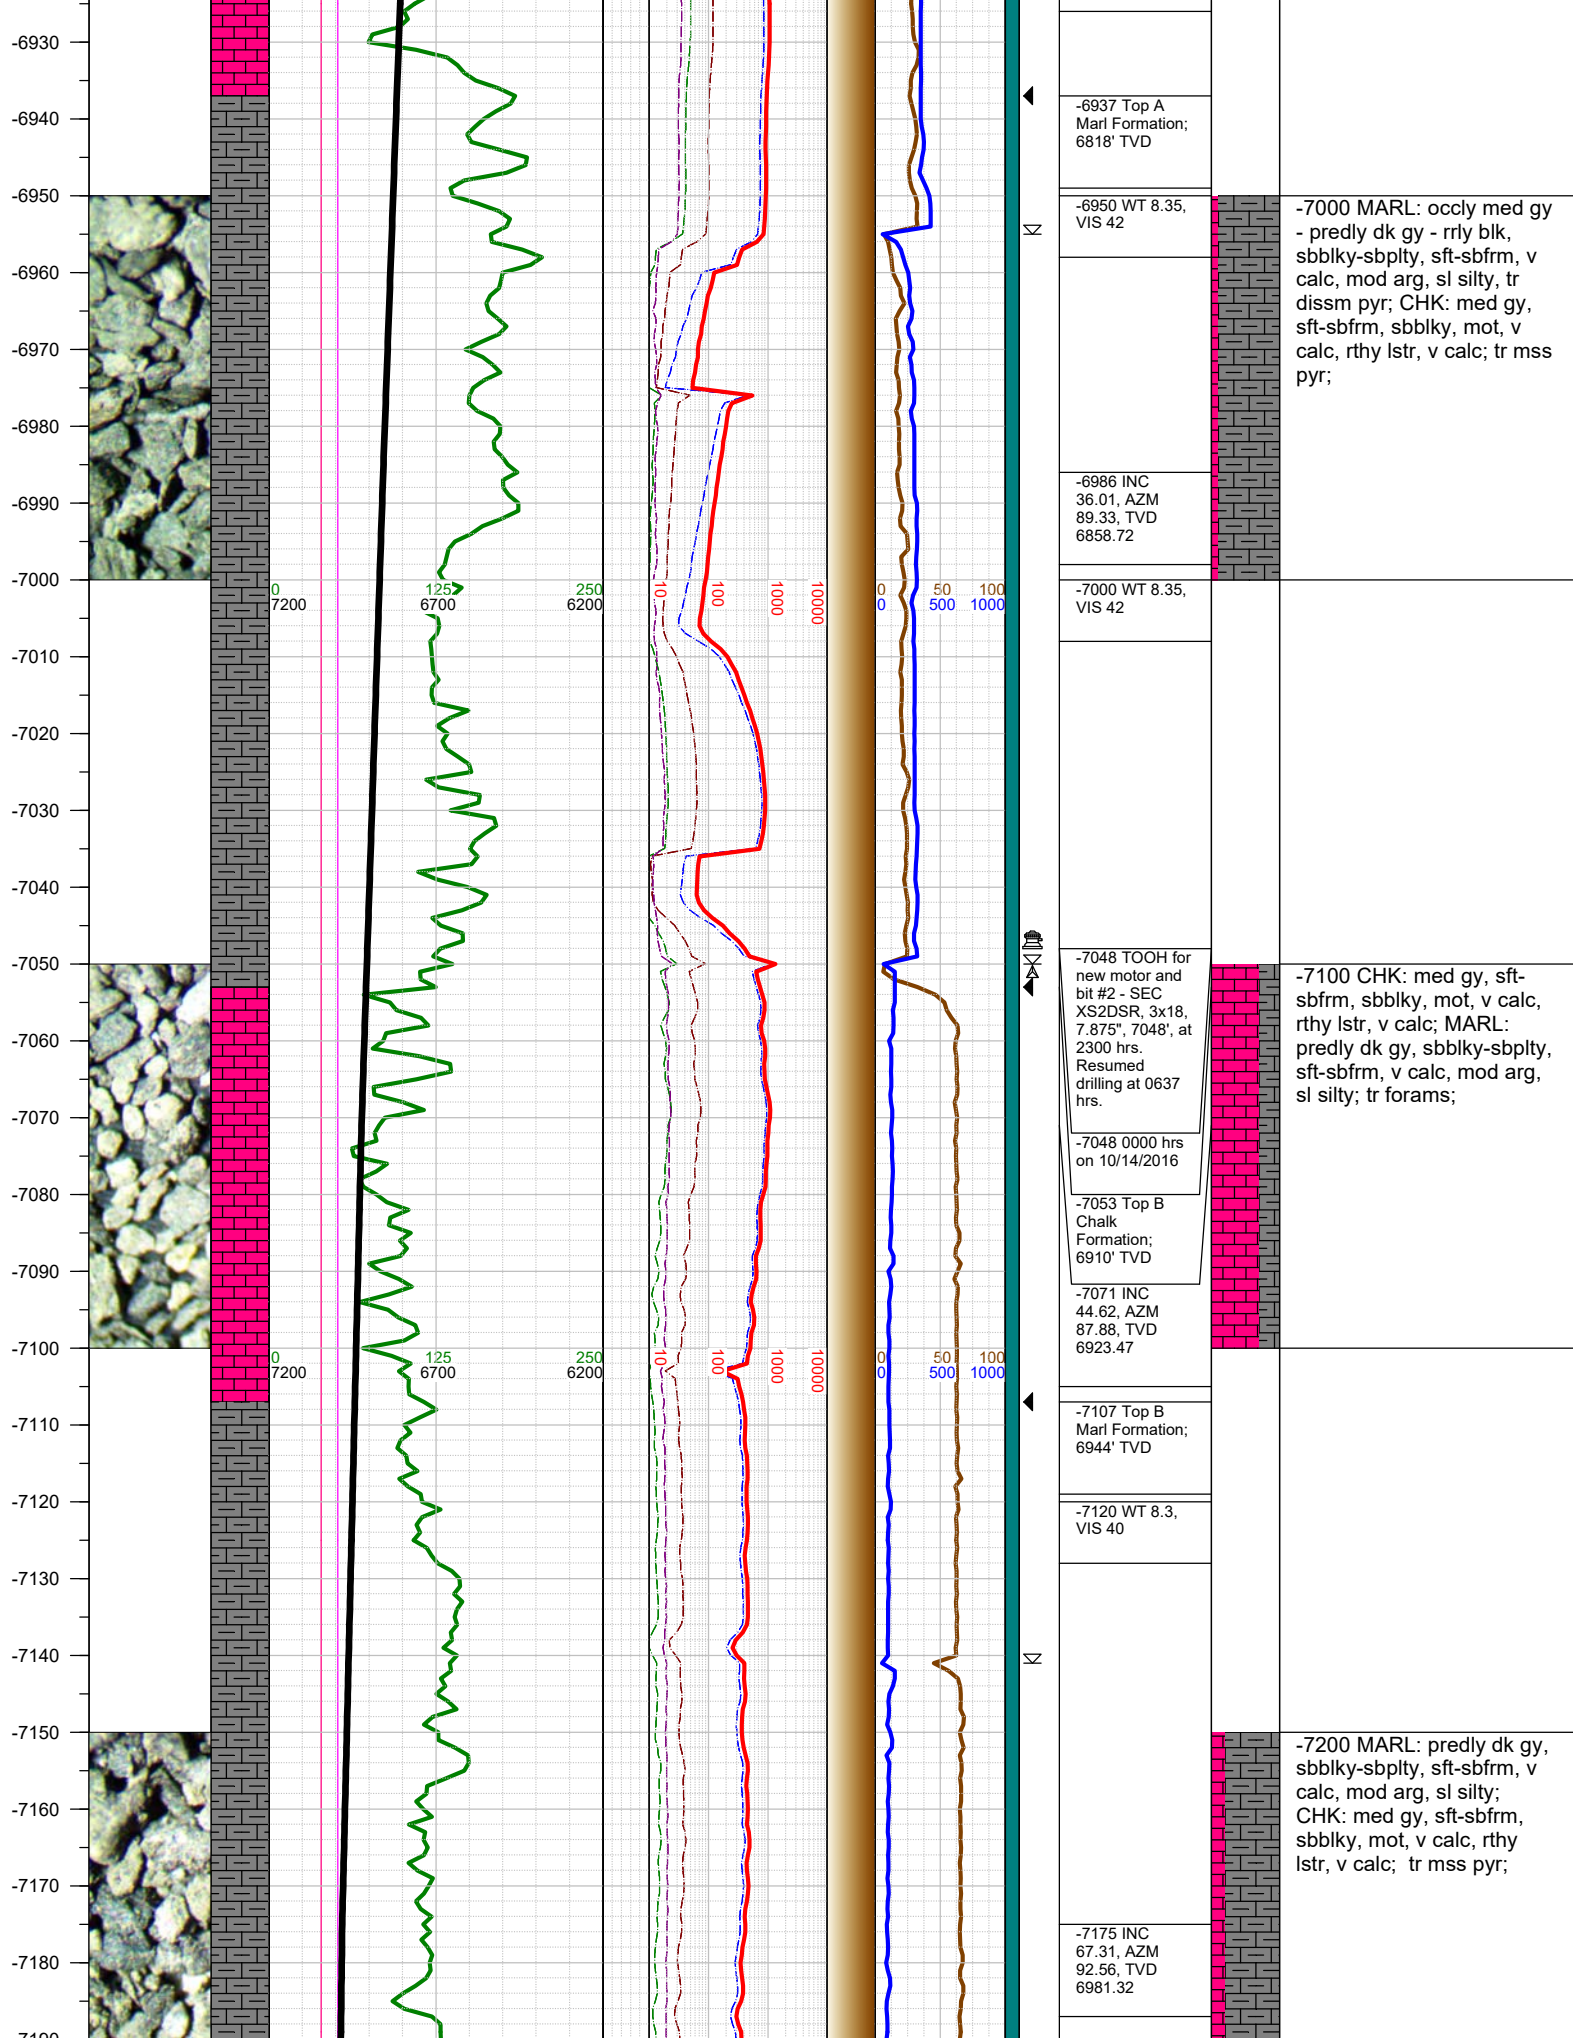 -6930
-6940
-6950
-6960
-6970
-6980
-6990
-7000
-7010
-7020
-7030
-7040
-7050
-7060
-7070
-7080
-7090
-7100
-7110
-7120
-7130
-7140
-7150
-7160
-7170
-7180
0 125 250
7200 6700 6200
10 100 1000 10000
0 50 100
0 500 1000
0 125 250
7200 6700 6200
10 100 1000 10000
0 50 100
0 500 1000
-6937 Top A
Marl Formation;
6818' TVD
-6950 WT 8.35,
VIS 42
-6986 INC
36.01, AZM
89.33, TVD
6858.72
-7000 WT 8.35,
VIS 42
-7048 TOOH for
new motor and
bit #2 - SEC
XS2DSR, 3x18,
7.875", 7048', at
2300 hrs.
Resumed
drilling at 0637
hrs.
-7048 0000 hrs
on 10/14/2016
-7053 Top B
Chalk
Formation;
6910' TVD
-7071 INC
44.62, AZM
87.88, TVD
6923.47
-7107 Top B
Marl Formation;
6944' TVD
-7120 WT 8.3,
VIS 40
-7175 INC
67.31, AZM
92.56, TVD
6981.32
-7000 MARL: occly med gy
- predly dk gy - rrly blk,
sbblky-sbplty, sft-sbfrm, v
calc, mod arg, sl silty, tr
dissm pyr; CHK: med gy,
sft-sbfrm, sbblky, mot, v
calc, rthy lstr, v calc; tr mss
pyr;
-7100 CHK: med gy, sft-
sbfrm, sbblky, mot, v calc,
rthy lstr, v calc; MARL:
predly dk gy, sbblky-sbplty,
sft-sbfrm, v calc, mod arg,
sl silty; tr forams;
-7200 MARL: predly dk gy,
sbblky-sbplty, sft-sbfrm, v
calc, mod arg, sl silty;
CHK: med gy, sft-sbfrm,
sbblky, mot, v calc, rthy
lstr, v calc;  tr mss pyr;